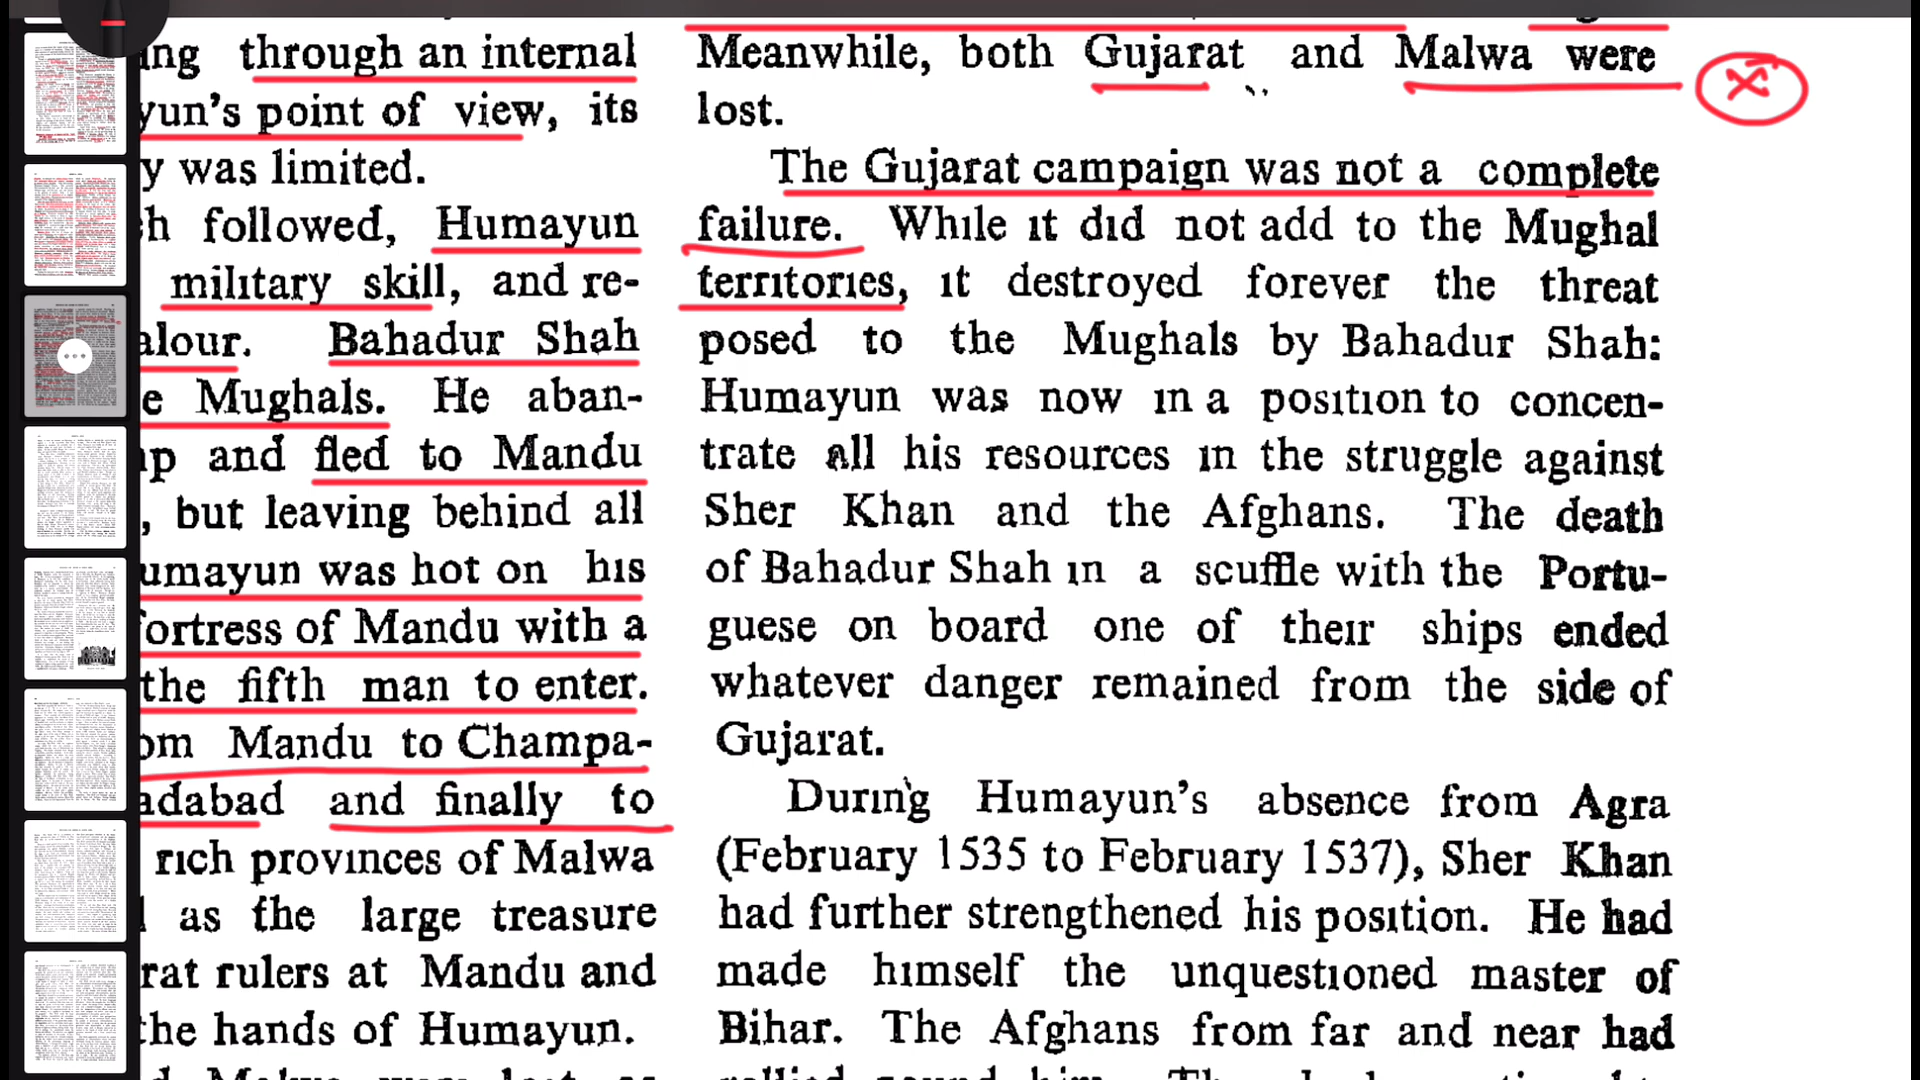 through an internal
yun's point of view, its
was limited.
followed, Humayun
military skill, and re-
Bahadur Shah
Mughals. He aban-
and fled to Mandu
, but leaving behind all
was hot on his
fortress of Mandu with a
the fifth man to enter.
Mandu to Champa-
and finally to
rich provinces of Malwa
as the large treasure
rulers at Mandu and
the hands of Humayun.
Meanwhile, both Gujarat and Malwa were
lost.
The Gujarat campaign was not a complete
failure. While it did not add to the Mughal
territories, it destroyed forever the threat
posed to the Mughals by Bahadur Shah:
Humayun was now in a position to concen-
trate all his resources in the struggle against
Sher Khan and the Afghans. The death
of Bahadur Shah in a scuffle with the Portu-
guese on board one of their ships ended
whatever danger remained from the side of
Gujarat.
During Humayun's absence from Agra
(February 1535 to February 1537), Sher Khan
had further strengthened his position. He had
made himself the unquestioned master of
Bihar. The Afghans from far and near had